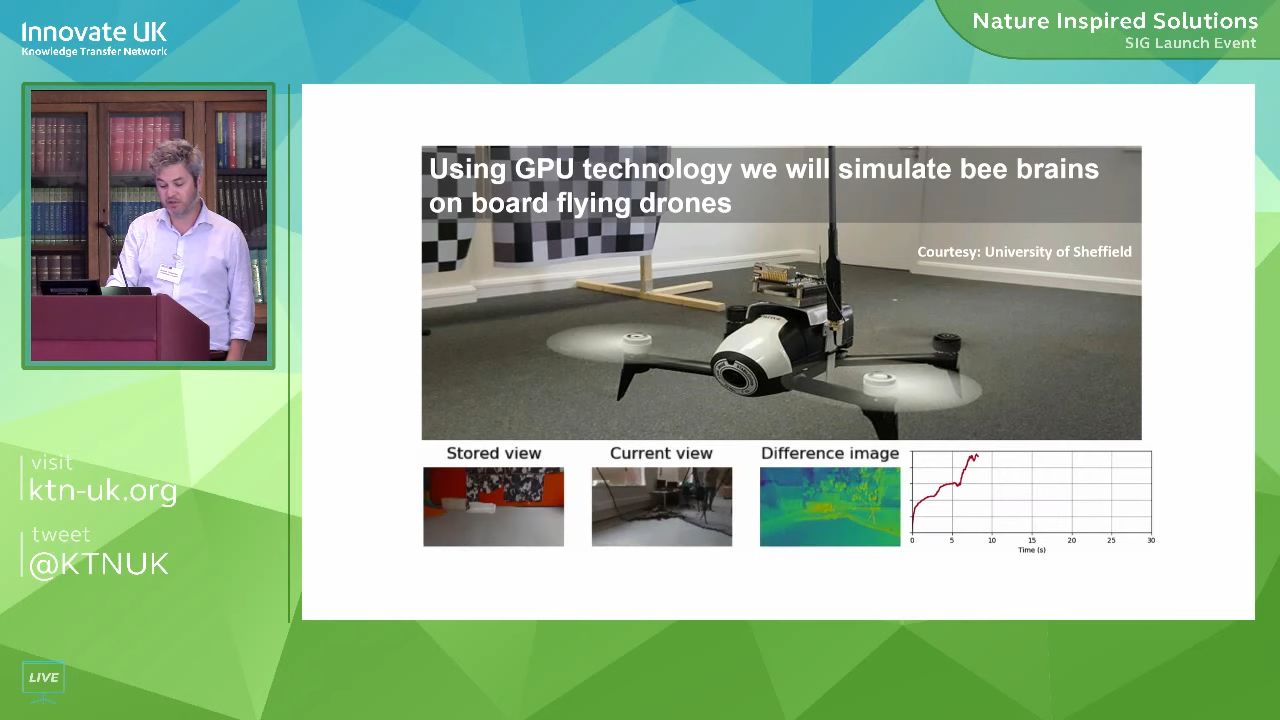 Innovate UK
Knowledge Transfer Network
Nature Inspired Solutions
SIG Launch Event
Using GPU technology we will simulate bee brains
on board flying drones
Courtesy: University of Sheffield
Stored view
Current view
Difference image
0 5 10 15 20 25 30
Time (s)
visit
ktn-uk.org
tweet
@KTNUK
LIVE